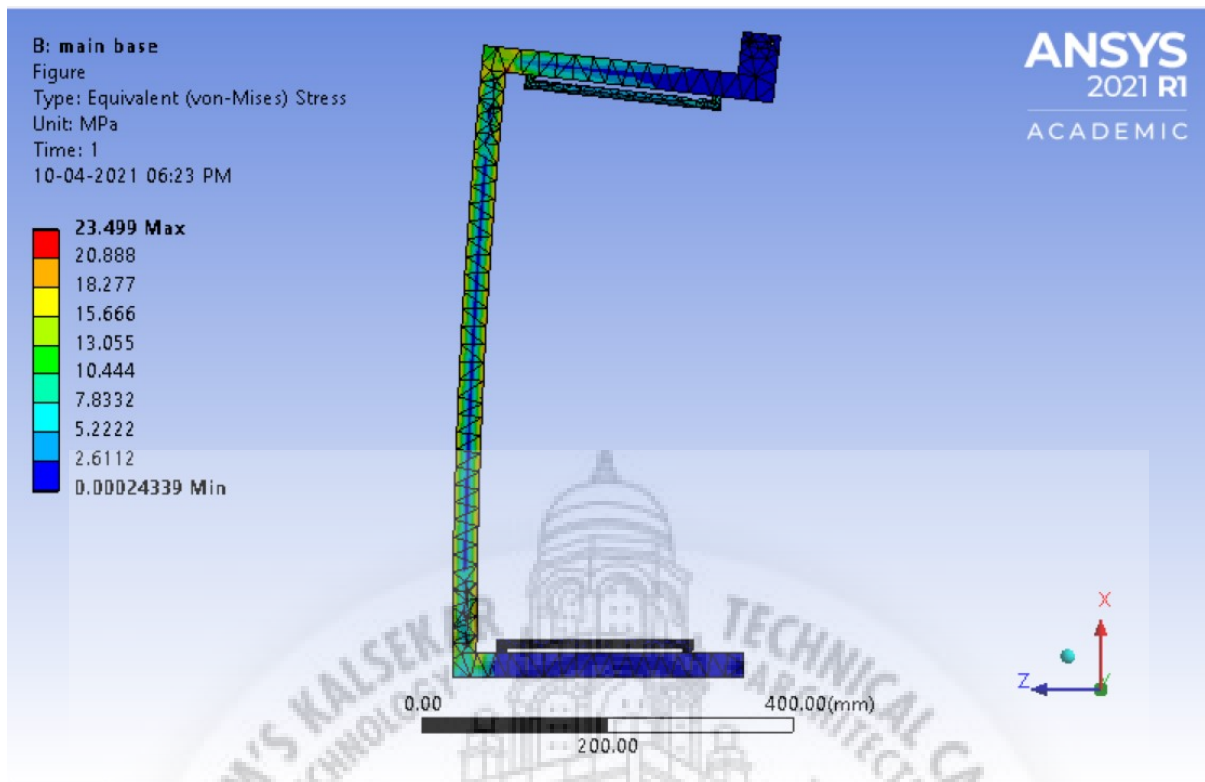 B: main base
Figure
Type: Equivalent (von-Mises) Stress
Unit: MPa
Time: 1
10-04-2021 06:23 PM
23.499 Max
20.888
18.277
15.666
13.055
10.444
7.8332
5.2222
2.6112
0.00024339 Min
ANSYS
2021 R1
ACADEMIC
X
Z
Y
0.00
400.00(mm)
200.00
KALSEKAR TECHNICAL